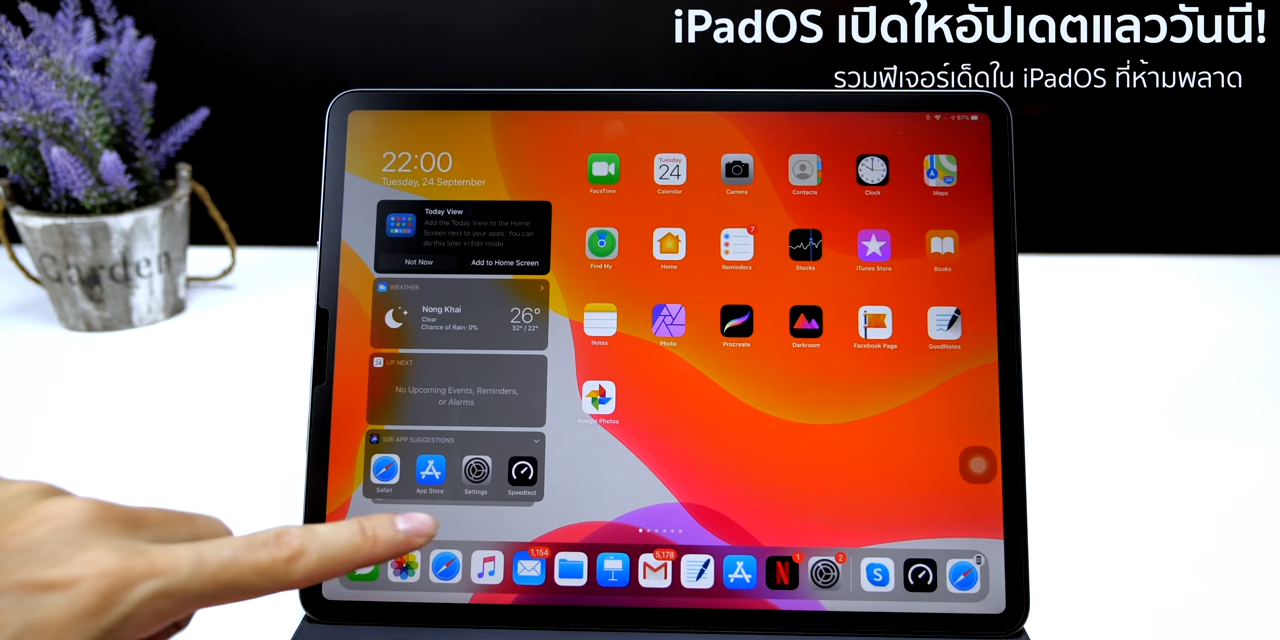 iPadOS เปิดใหอัปเดตแลววันนี้!
รวมฟีเจอร์เด็ดใน iPadOS ที่ห้ามพลาด
67%
22:00
Tuesday, 24 September
Today View
Add the Today View to the Home
Screen next to your apps. You can
do this later in Edit mode.
Not Now Add to Home Screen
WEATHER
Nong Khai
Clear
Chance of Rain: 0%
26°
32° / 22°
UP NEXT
No Upcoming Events, Reminders,
or Alarms
SIRI APP SUGGESTIONS
Safari App Store Settings Speedtest
Tuesday
24
FaceTime Calendar Camera Contacts Clock Maps
7
Find My Home Reminders Stocks iTunes Store Books
Notes Photo Procreate Darkroom Facebook Page GoodNotes
Google Photos
1,154 5,178 1 2
Garden